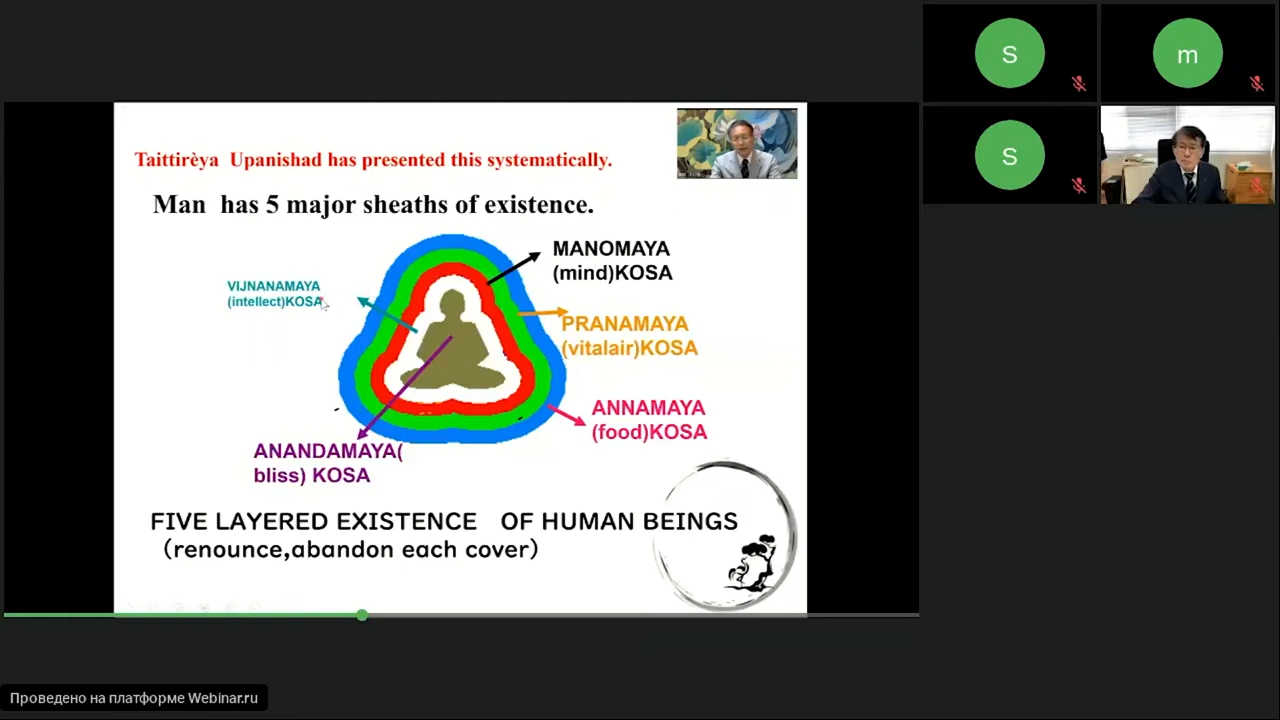 Taittirèya Upanishad has presented this systematically.
Man has 5 major sheaths of existence.
MANOMAYA
(mind)KOSA
VIJNANAMAYA
(intellect)KOSA
PRANAMAYA
(vitalair)KOSA
ANNAMAYA
(food)KOSA
ANANDAMAYA(
bliss) KOSA
FIVE LAYERED EXISTENCE OF HUMAN BEINGS
(renounce,abandon each cover)
S
m
S
Проведено на платформе Webinar.ru